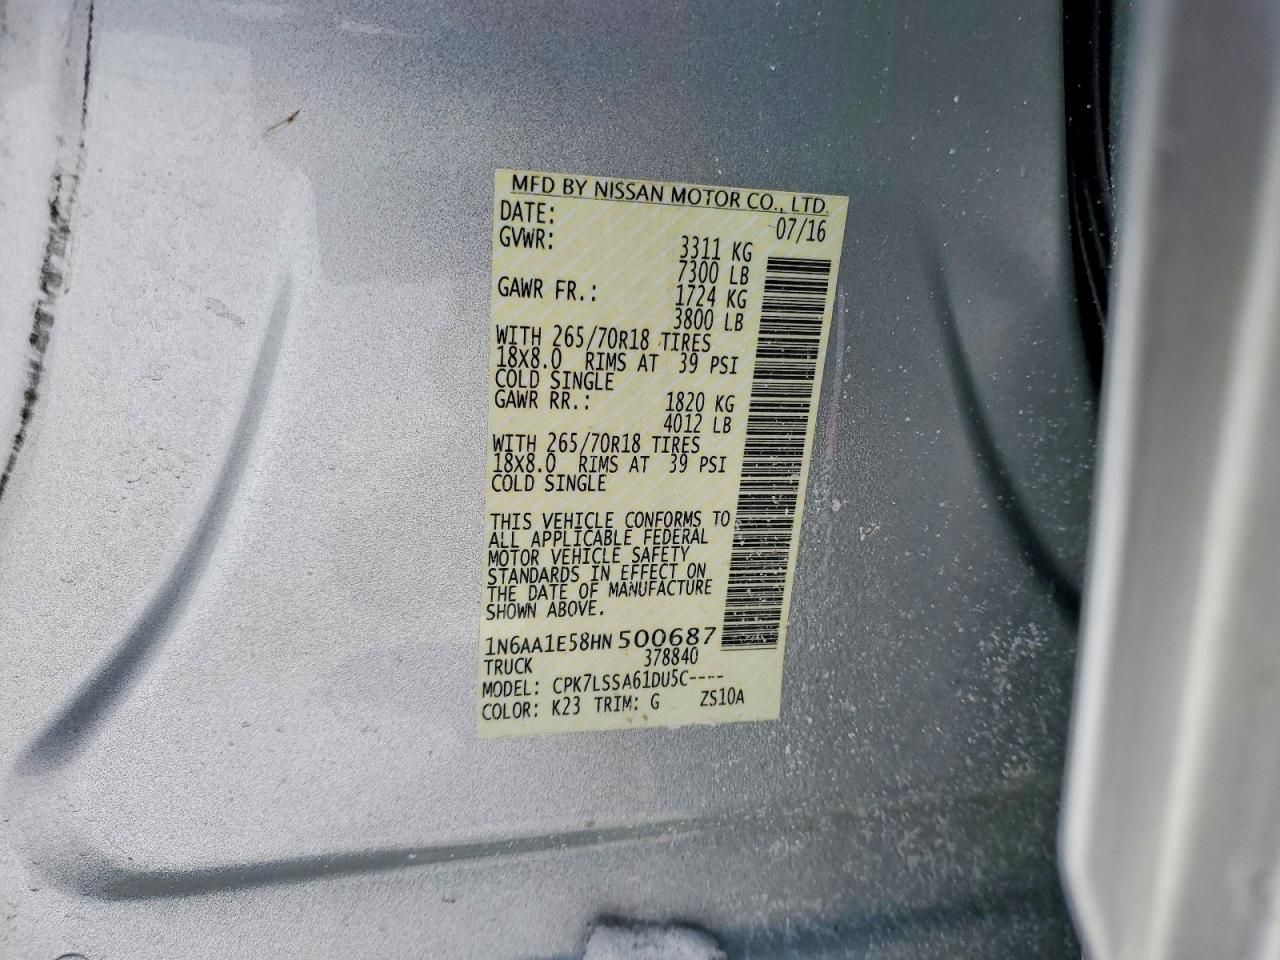 MFD BY NISSAN MOTOR CO., LTD.
DATE: 07/16
GVWR: 3311 KG
7300 LB
GAWR FR.: 1724 KG
3800 LB
WITH 265/70R18 TIRES
18X8.0 RIMS AT 39 PSI
COLD SINGLE
GAWR RR.: 1820 KG
4012 LB
WITH 265/70R18 TIRES
18X8.0 RIMS AT 39 PSI
COLD SINGLE
THIS VEHICLE CONFORMS TO
ALL APPLICABLE FEDERAL
MOTOR VEHICLE SAFETY
STANDARDS IN EFFECT ON
THE DATE OF MANUFACTURE
SHOWN ABOVE.
1N6AA1E58HN500687
TRUCK 378840
MODEL: CPK7LSSA61DU5C----
COLOR: K23 TRIM: G ZS10A